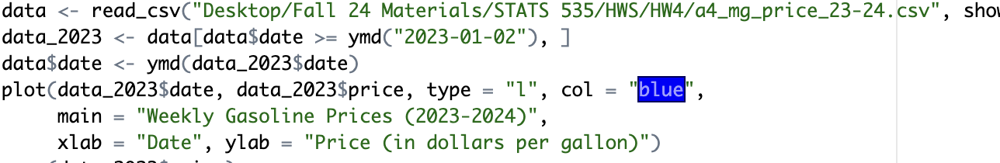 data <- read_csv("Desktop/Fall 24 Materials/STATS 535/HWS/HW4/a4_mg_price_23-24.csv", show
data_2023 <- data[data$date >= ymd("2023-01-02"), ]
data$date <- ymd(data_2023$date)
plot(data_2023$date, data_2023$price, type = "l", col = "blue",
main = "Weekly Gasoline Prices (2023-2024)",
xlab = "Date", ylab = "Price (in dollars per gallon)")